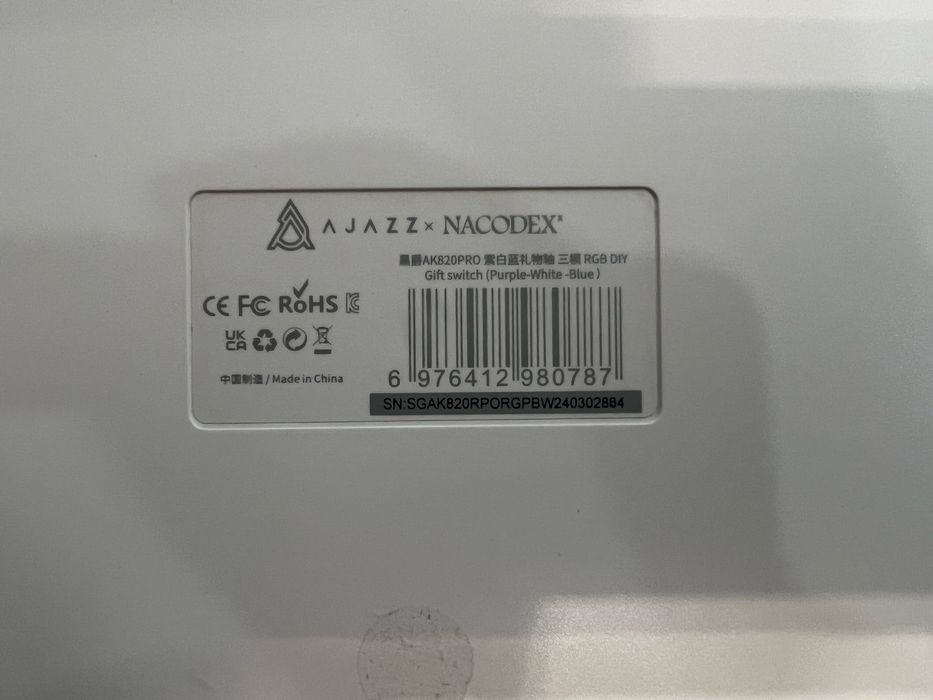 AJAZZ × NACODEX
黑爵AK820PRO 紫白蓝礼物轴 三模 RGB DIY
Gift switch (Purple-White -Blue )
CE FC RoHS
UK CA
中国制造 / Made in China
6 976412 980787
SN:SGAK820RPORGPBW240302864